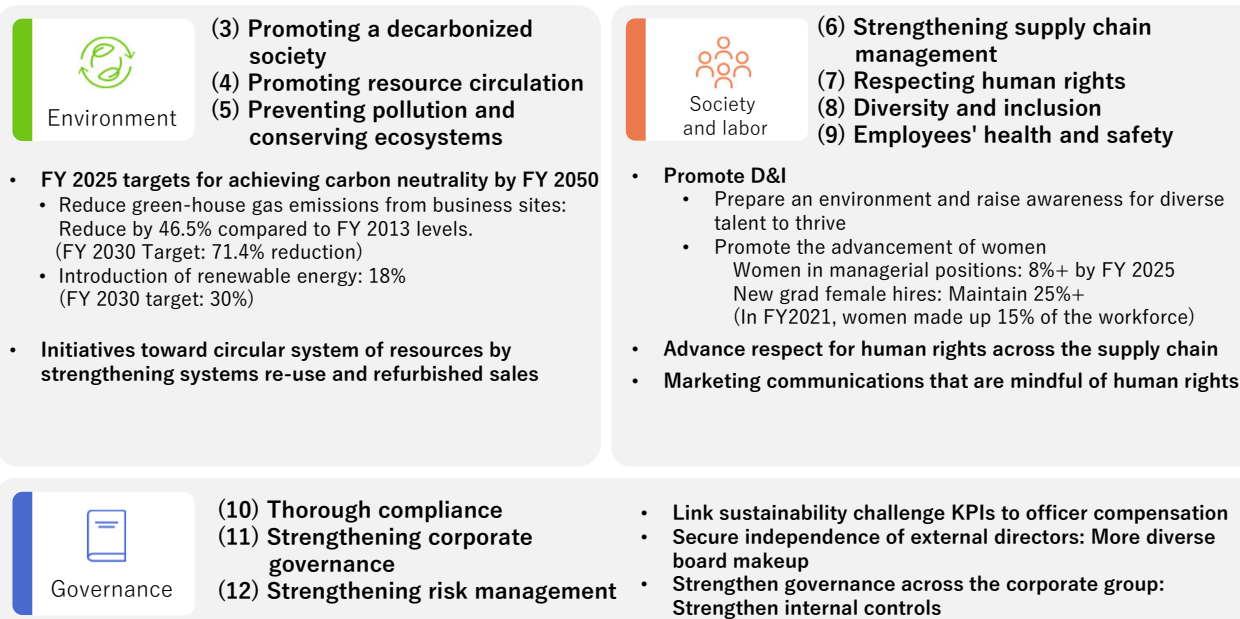 Environment
(3) Promoting a decarbonized
society
(4) Promoting resource circulation
(5) Preventing pollution and
conserving ecosystems
• FY 2025 targets for achieving carbon neutrality by FY 2050
• Reduce green-house gas emissions from business sites:
Reduce by 46.5% compared to FY 2013 levels.
(FY 2030 Target: 71.4% reduction)
• Introduction of renewable energy: 18%
(FY 2030 target: 30%)
• Initiatives toward circular system of resources by
strengthening systems re-use and refurbished sales
Society
and labor
(6) Strengthening supply chain
management
(7) Respecting human rights
(8) Diversity and inclusion
(9) Employees' health and safety
• Promote D&I
• Prepare an environment and raise awareness for diverse
talent to thrive
• Promote the advancement of women
Women in managerial positions: 8%+ by FY 2025
New grad female hires: Maintain 25%+
(In FY2021, women made up 15% of the workforce)
• Advance respect for human rights across the supply chain
• Marketing communications that are mindful of human rights
Governance
(10) Thorough compliance
(11) Strengthening corporate
governance
(12) Strengthening risk management
• Link sustainability challenge KPIs to officer compensation
• Secure independence of external directors: More diverse
board makeup
• Strengthen governance across the corporate group:
Strengthen internal controls